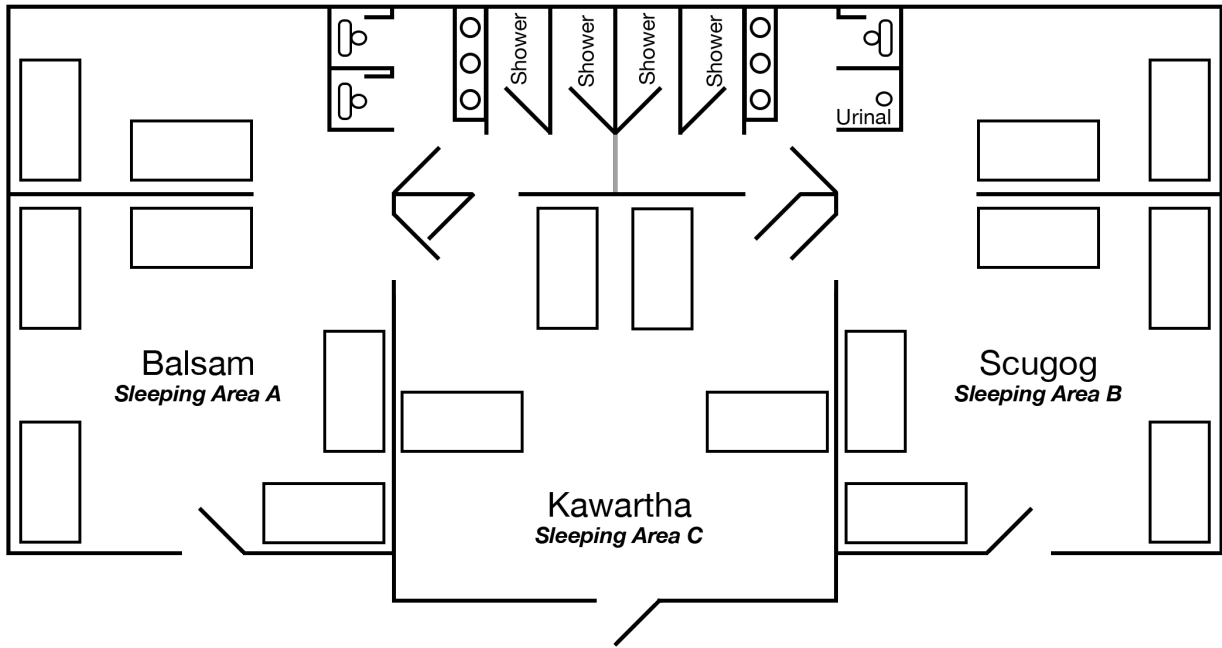 Shower
Shower
Shower
Shower
Urinal
Balsam
Sleeping Area A
Scugog
Sleeping Area B
Kawartha
Sleeping Area C